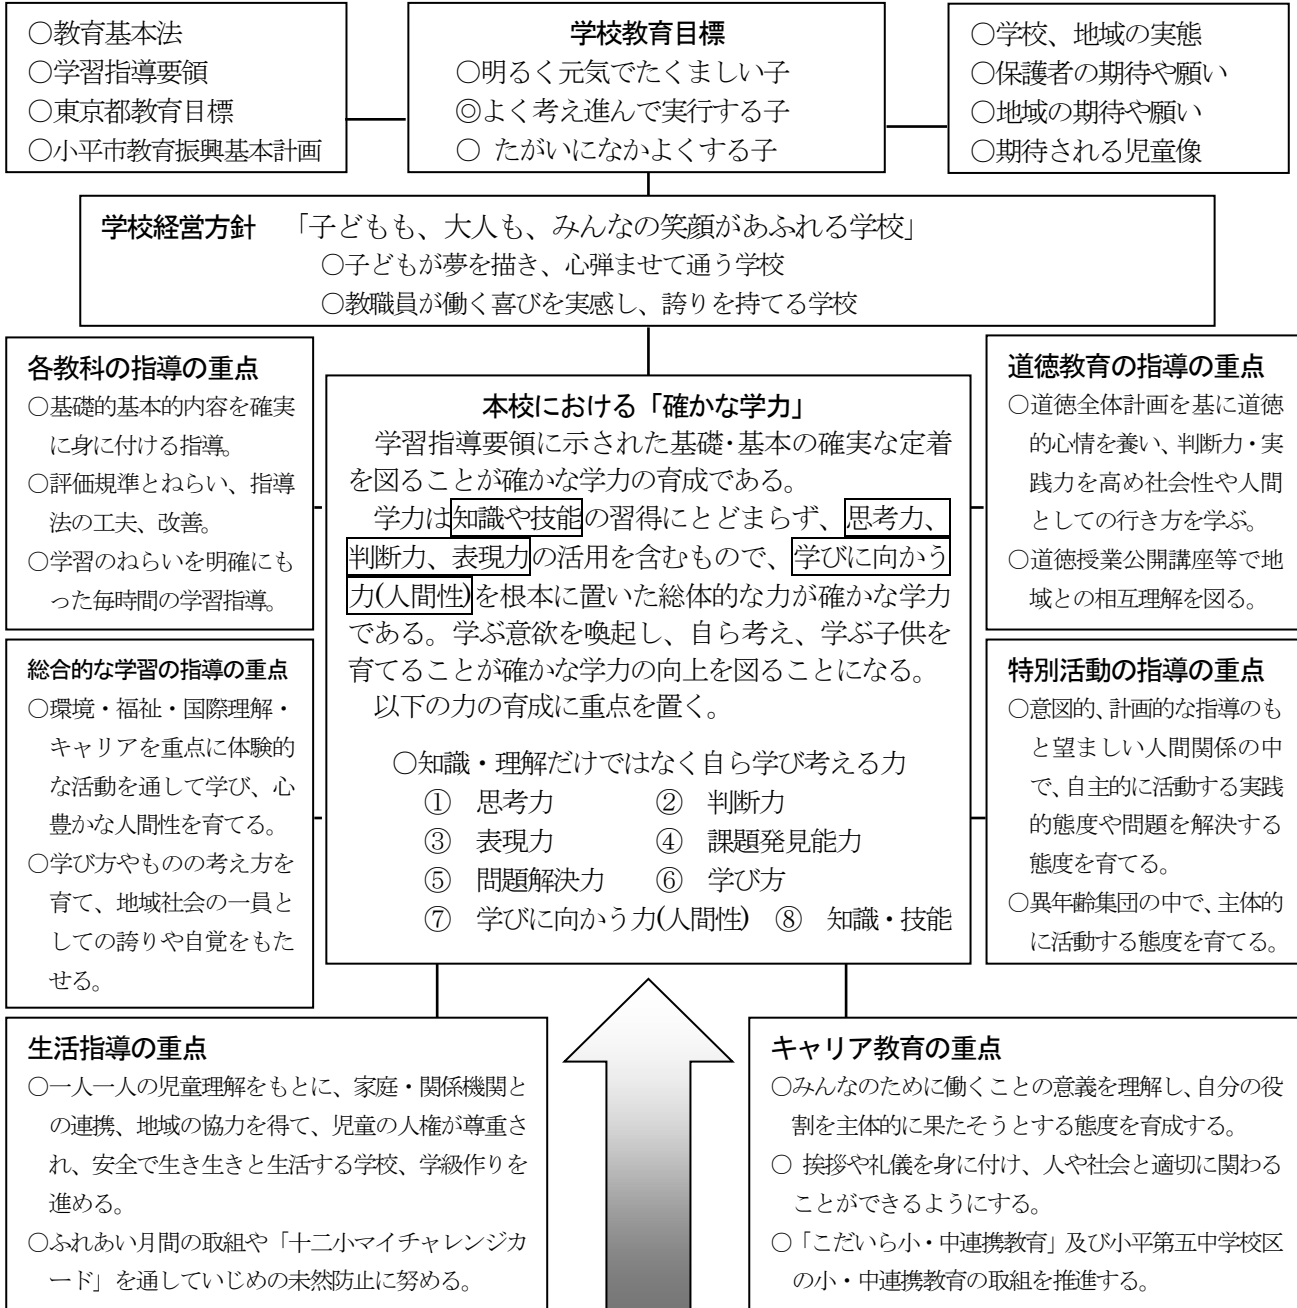 ○教育基本法
○学習指導要領
○東京都教育目標
○小平市教育振興基本計画
学校教育目標
○明るく元気でたくましい子
◎よく考え進んで実行する子
○ たがいになかよくする子
○学校、地域の実態
○保護者の期待や願い
○地域の期待や願い
○期待される児童像
学校経営方針 「子どもも、大人も、みんなの笑顔があふれる学校」
○子どもが夢を描き、心弾ませて通う学校
○教職員が働く喜びを実感し、誇りを持てる学校
各教科の指導の重点
○基礎的基本的内容を確実
に身に付ける指導。
○評価規準とねらい、指導
法の工夫、改善。
○学習のねらいを明確にも
った毎時間の学習指導。
総合的な学習の指導の重点
○環境・福祉・国際理解・
キャリアを重点に体験的
な活動を通して学び、心
豊かな人間性を育てる。
○学び方やものの考え方を
育て、地域社会の一員と
しての誇りや自覚をもた
せる。
本校における「確かな学力」
学習指導要領に示された基礎・基本の確実な定着
を図ることが確かな学力の育成である。
学力は知識や技能の習得にとどまらず、思考力、
判断力、表現力の活用を含むもので、学びに向かう
力(人間性)を根本に置いた総体的な力が確かな学力
である。学ぶ意欲を喚起し、自ら考え、学ぶ子供を
育てることが確かな学力の向上を図ることになる。
以下の力の育成に重点を置く。
○知識・理解だけではなく自ら学び考える力
① 思考力 ② 判断力
③ 表現力 ④ 課題発見能力
⑤ 問題解決力 ⑥ 学び方
⑦ 学びに向かう力(人間性) ⑧ 知識・技能
道徳教育の指導の重点
○道徳全体計画を基に道徳
的心情を養い、判断力・実
践力を高め社会性や人間
としての行き方を学ぶ。
○道徳授業公開講座等で地
域との相互理解を図る。
特別活動の指導の重点
○意図的、計画的な指導のも
と望ましい人間関係の中
で、自主的に活動する実践
的態度や問題を解決する
態度を育てる。
○異年齢集団の中で、主体的
に活動する態度を育てる。
生活指導の重点
○一人一人の児童理解をもとに、家庭・関係機関と
の連携、地域の協力を得て、児童の人権が尊重さ
れ、安全で生き生きと生活する学校、学級作りを
進める。
○ふれあい月間の取組や「十二小マイチャレンジカ
ード」を通していじめの未然防止に努める。
キャリア教育の重点
○みんなのために働くことの意義を理解し、自分の役
割を主体的に果たそうとする態度を育成する。
○ 挨拶や礼儀を身に付け、人や社会と適切に関わる
ことができるようにする。
○「こだいら小・中連携教育」及び小平第五中学校区
の小・中連携教育の取組を推進する。